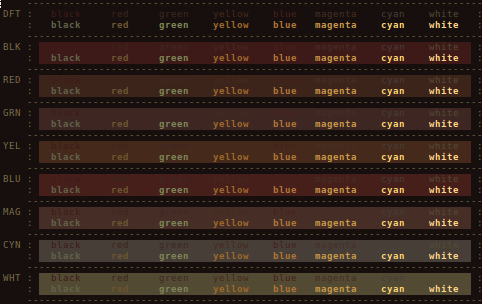 DFT : black red green yellow blue magenta cyan white :
: black red green yellow blue magenta cyan white :
BLK : black red green yellow blue magenta cyan white :
: black red green yellow blue magenta cyan white :
RED : black red green yellow blue magenta cyan white :
: black red green yellow blue magenta cyan white :
GRN : black red green yellow blue magenta cyan white :
: black red green yellow blue magenta cyan white :
YEL : black red green yellow blue magenta cyan white :
: black red green yellow blue magenta cyan white :
BLU : black red green yellow blue magenta cyan white :
: black red green yellow blue magenta cyan white :
MAG : black red green yellow blue magenta cyan white :
: black red green yellow blue magenta cyan white :
CYN : black red green yellow blue magenta cyan white :
: black red green yellow blue magenta cyan white :
WHT : black red green yellow blue magenta cyan :
: black red green yellow blue magenta cyan white :